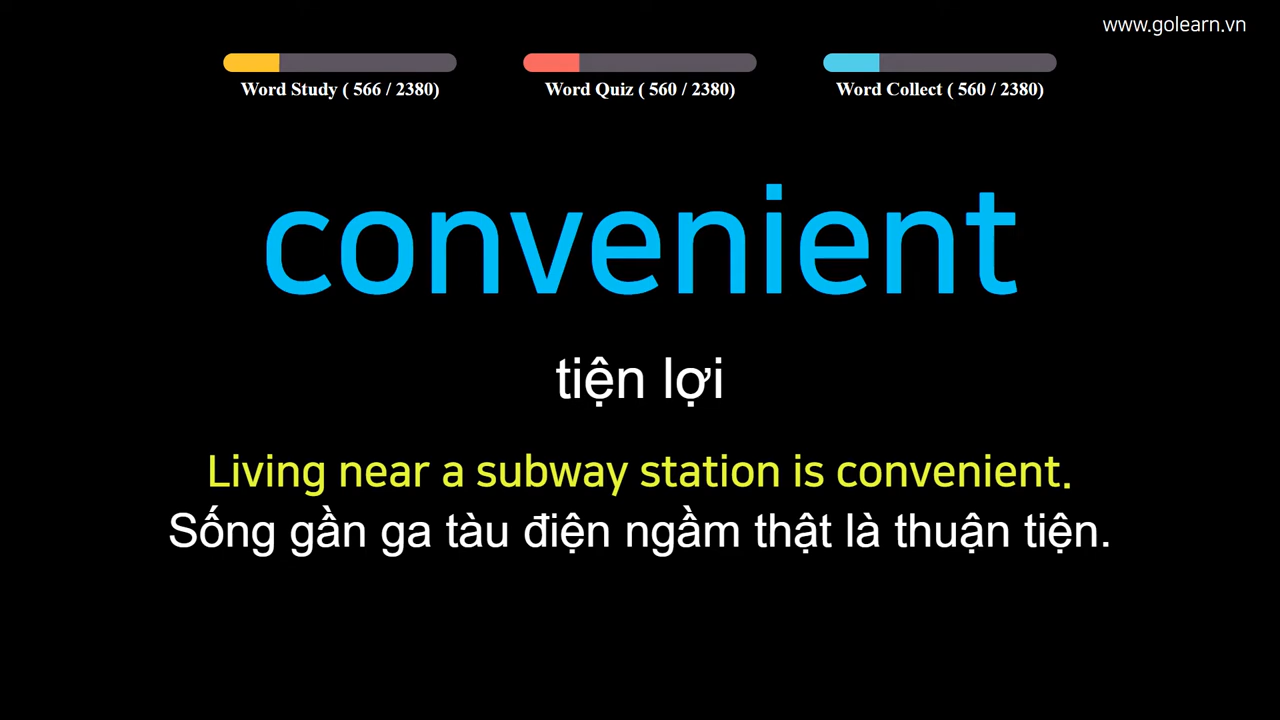 www.golearn.vn
Word Study ( 566 / 2380)
Word Quiz ( 560 / 2380)
Word Collect ( 560 / 2380)
convenient
tiện lợi
Living near a subway station is convenient.
Sống gần ga tàu điện ngầm thật là thuận tiện.